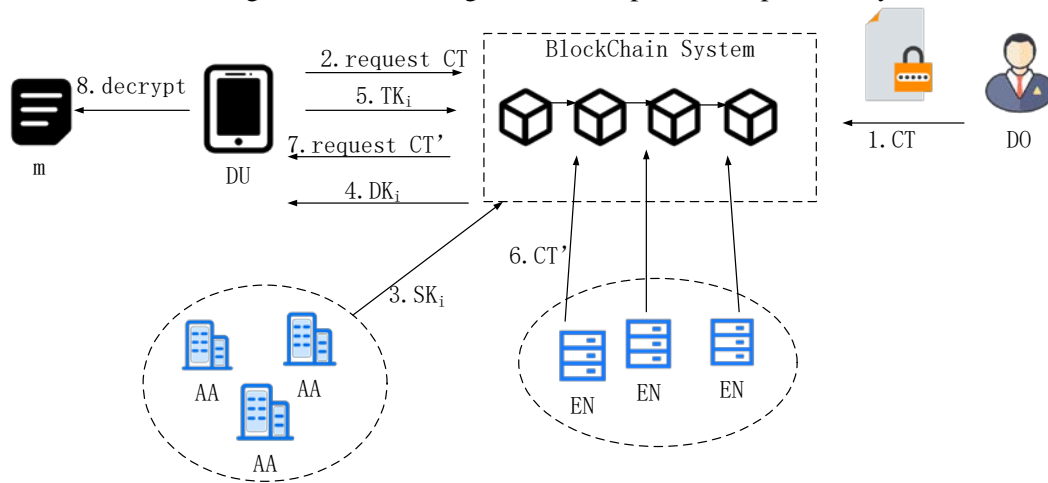 BlockChain System
2.request CT
8.decrypt
5.TKi
7.request CT'
1.CT
m
DU
DO
4.DKi
6.CT'
3.SKi
AA
AA
AA
EN
EN
EN